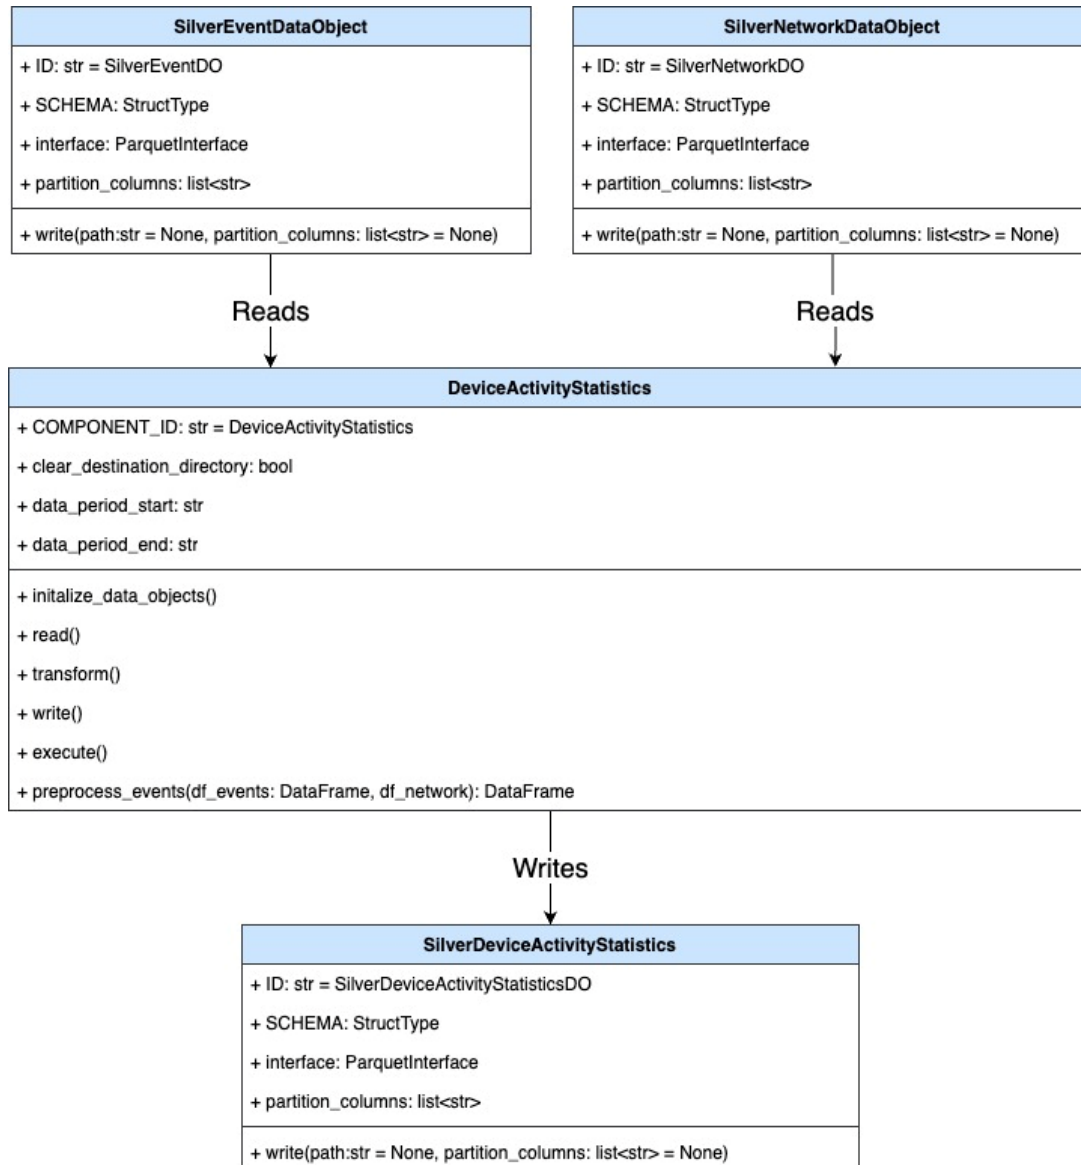 SilverEventDataObject
+ ID: str = SilverEventDO
+ SCHEMA: StructType
+ interface: ParquetInterface
+ partition_columns: list<str>
+ write(path:str = None, partition_columns: list<str> = None)
SilverNetworkDataObject
+ ID: str = SilverNetworkDO
+ SCHEMA: StructType
+ interface: ParquetInterface
+ partition_columns: list<str>
+ write(path:str = None, partition_columns: list<str> = None)
Reads
Reads
DeviceActivityStatistics
+ COMPONENT_ID: str = DeviceActivityStatistics
+ clear_destination_directory: bool
+ data_period_start: str
+ data_period_end: str
+ initalize_data_objects()
+ read()
+ transform()
+ write()
+ execute()
+ preprocess_events(df_events: DataFrame, df_network): DataFrame
Writes
SilverDeviceActivityStatistics
+ ID: str = SilverDeviceActivityStatisticsDO
+ SCHEMA: StructType
+ interface: ParquetInterface
+ partition_columns: list<str>
+ write(path:str = None, partition_columns: list<str> = None)